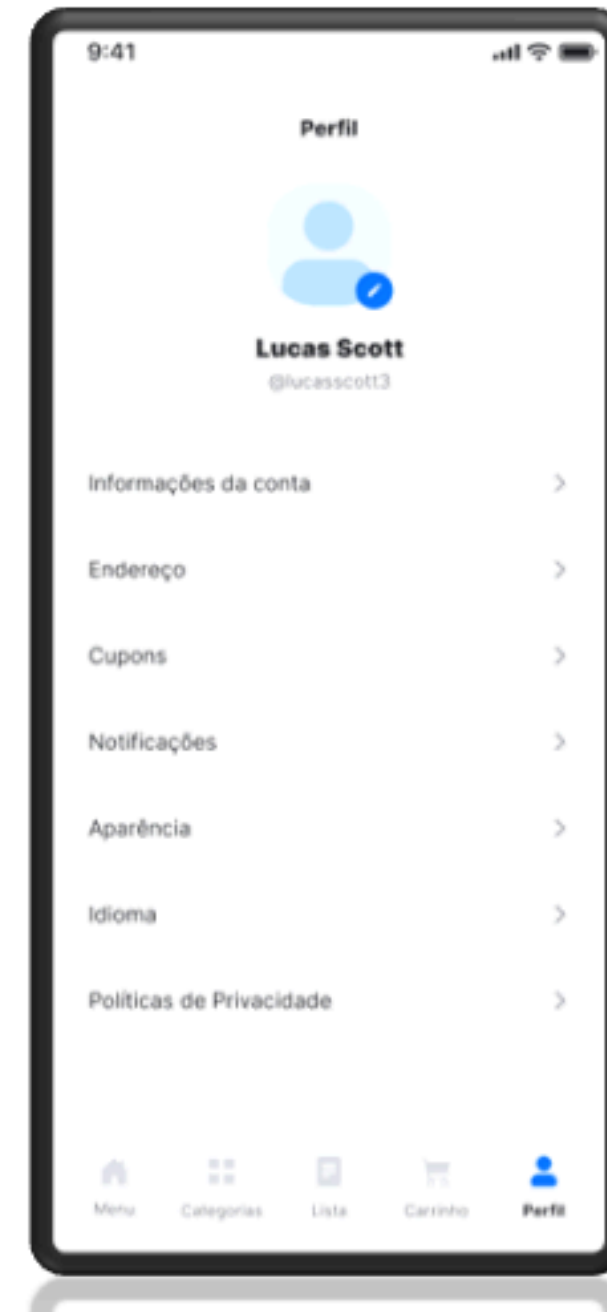 9:41
Perfil
Lucas Scott
@lucasscott3
Informações da conta
Endereço
Cupons
Notificações
Aparência
Idioma
Políticas de Privacidade
Menu Categorias Lista Carrinho Perfil